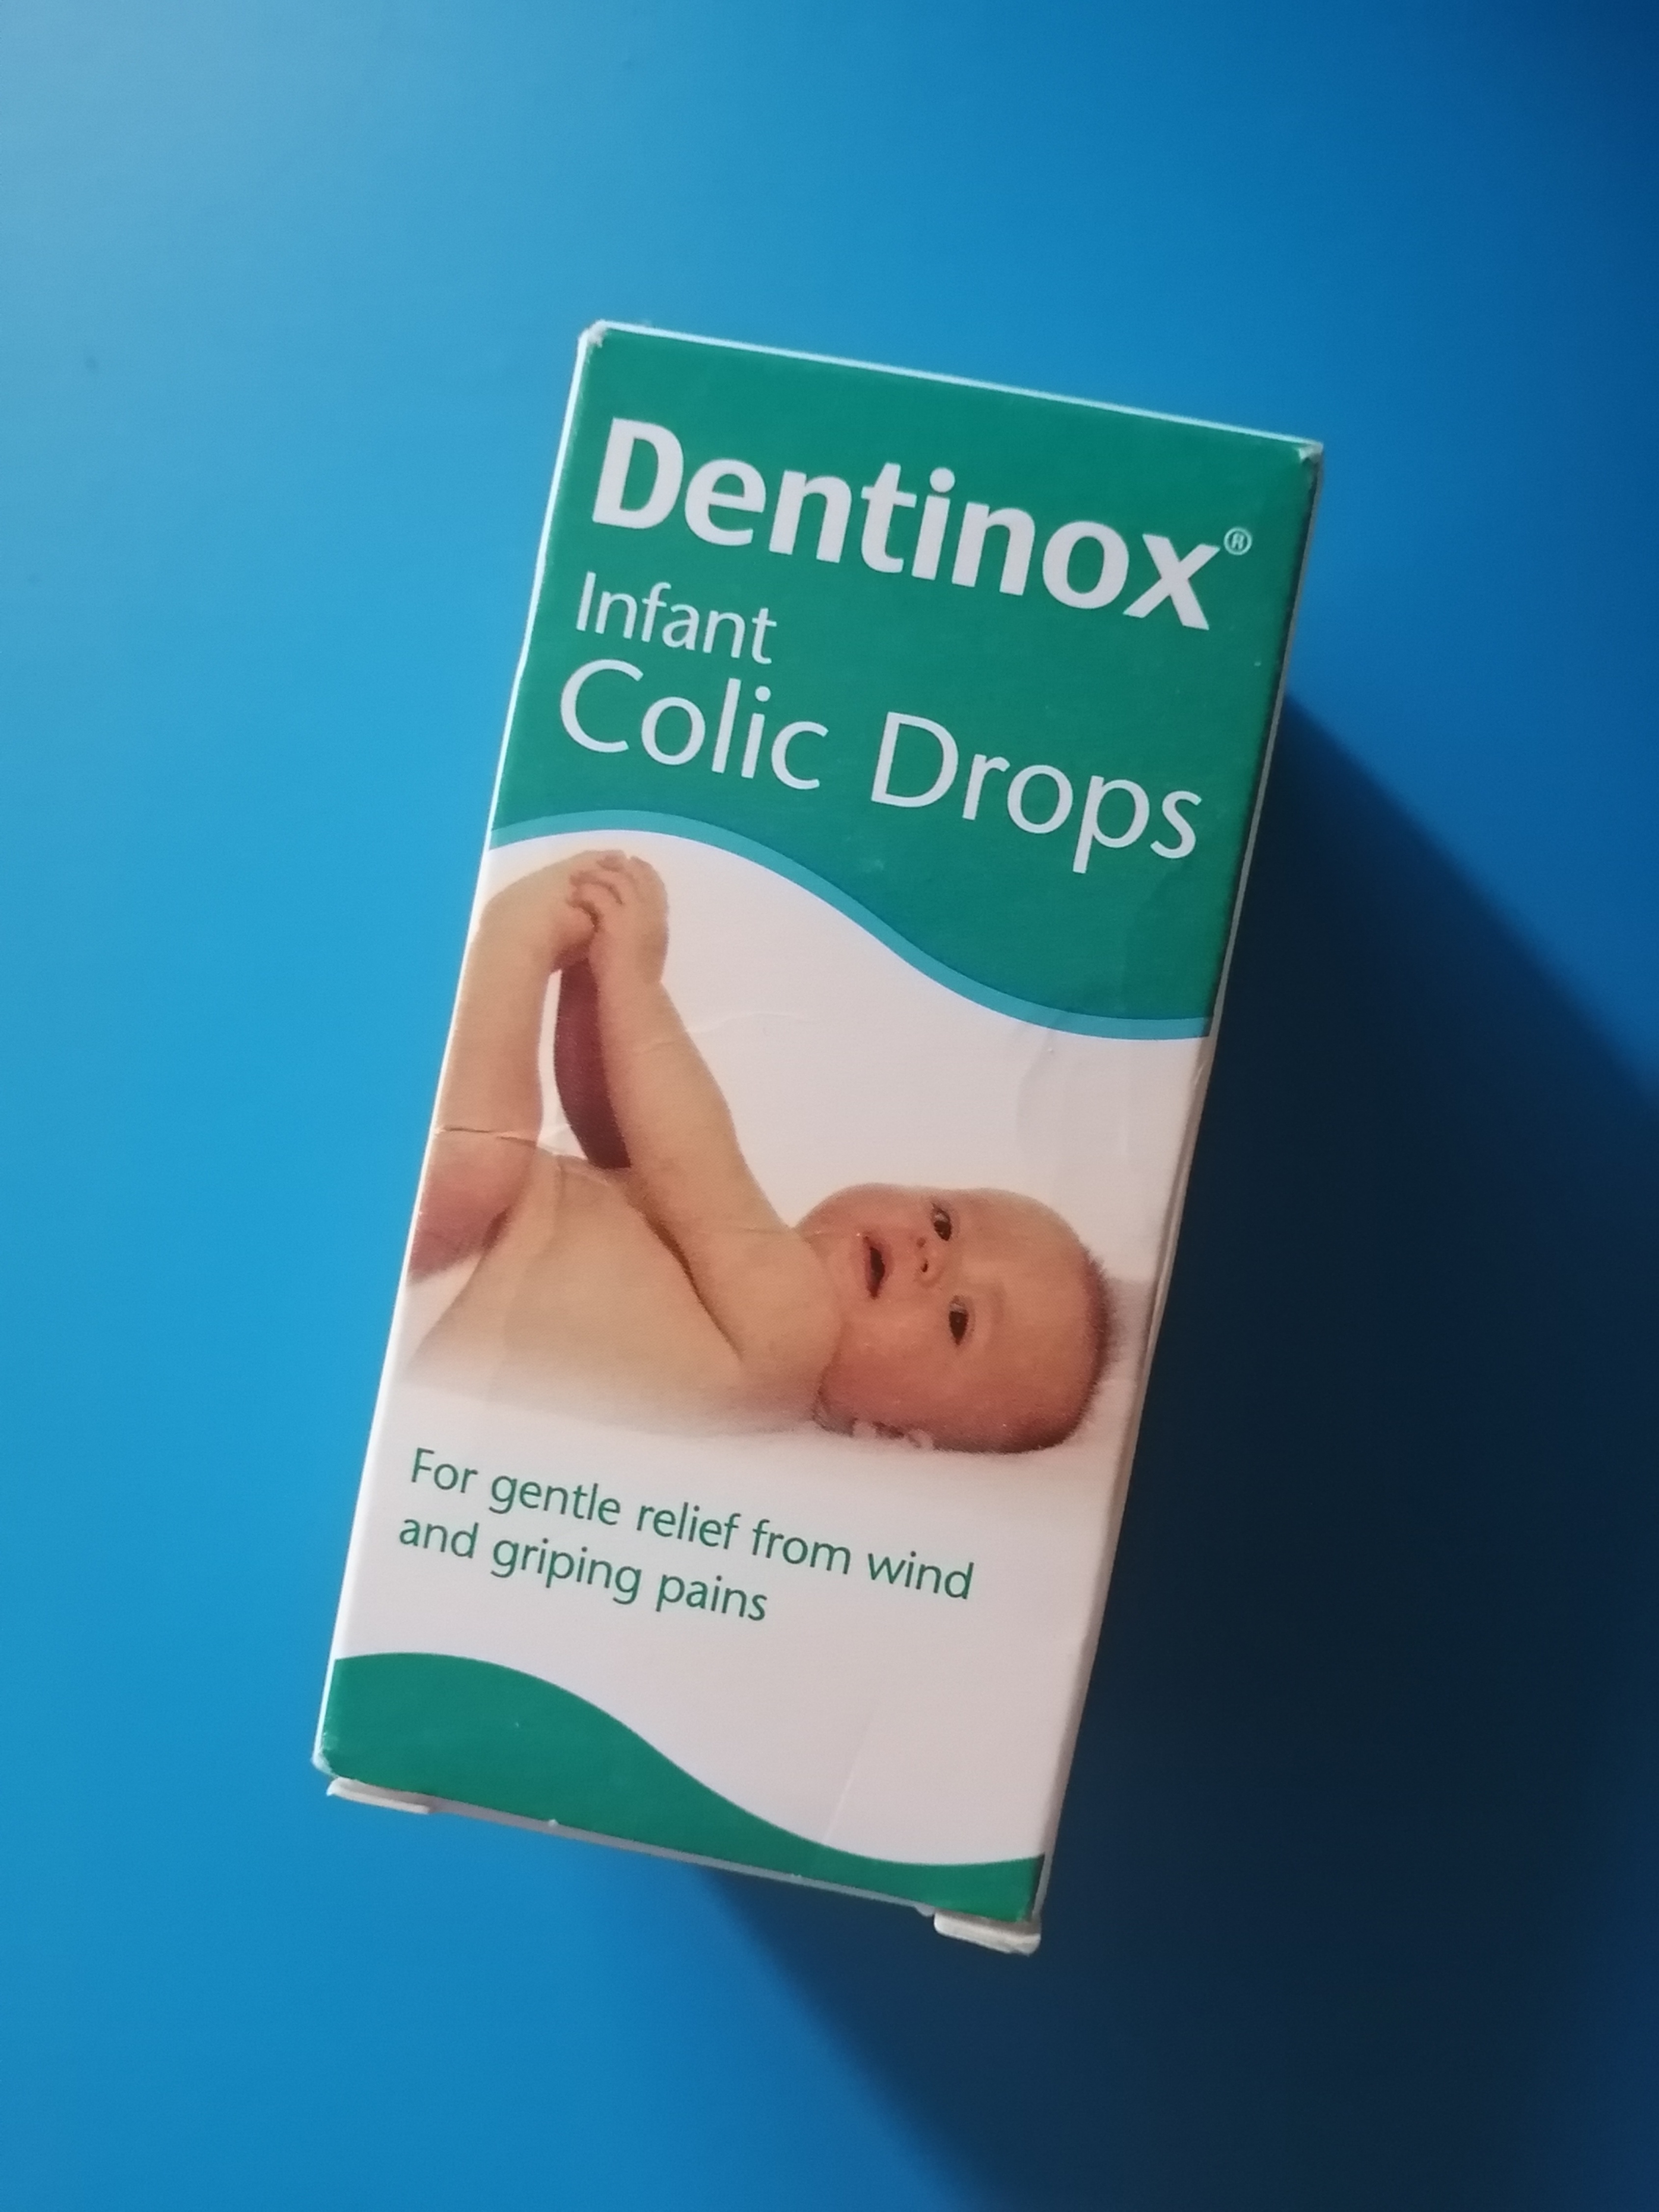 Dentinox®
Infant
Colic Drops
For gentle relief from wind
and griping pains